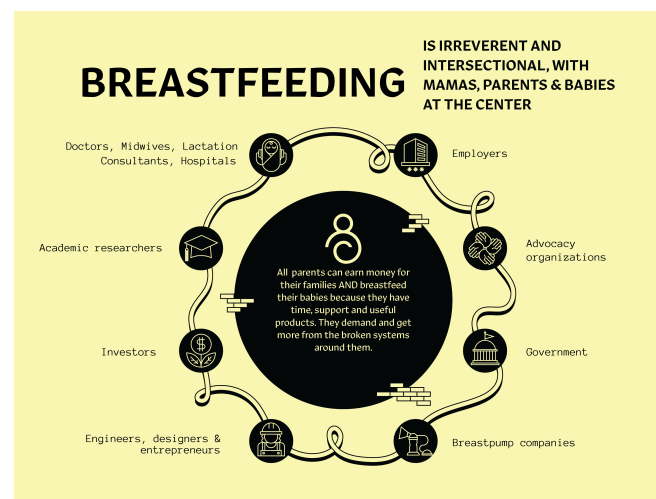 BREASTFEEDING
IS IRREVERENT AND
INTERSECTIONAL, WITH
MAMAS, PARENTS & BABIES
AT THE CENTER
Doctors, Midwives, Lactation
Consultants, Hospitals
Employers
Academic researchers
Advocacy
organizations
All parents can earn money for
their families AND breastfeed
their babies because they have
time, support and useful
products. They demand and get
more from the broken systems
around them.
Investors
Government
Engineers, designers &
entrepreneurs
Breastpump companies